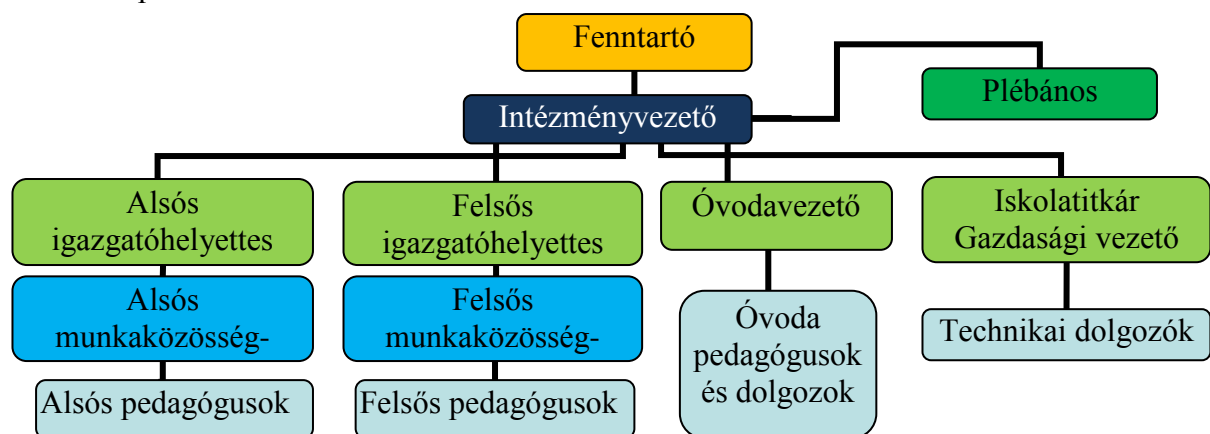 Fenntartó
Plébános
Intézményvezető
Alsós
igazgatóhelyettes
Felsős
igazgatóhelyettes
Óvodavezető
Iskolatitkár
Gazdasági vezető
Alsós
munkaközösség-
Felsős
munkaközösség-
Óvoda
pedagógusok
és dolgozok
Technikai dolgozók
Alsós pedagógusok
Felsős pedagógusok